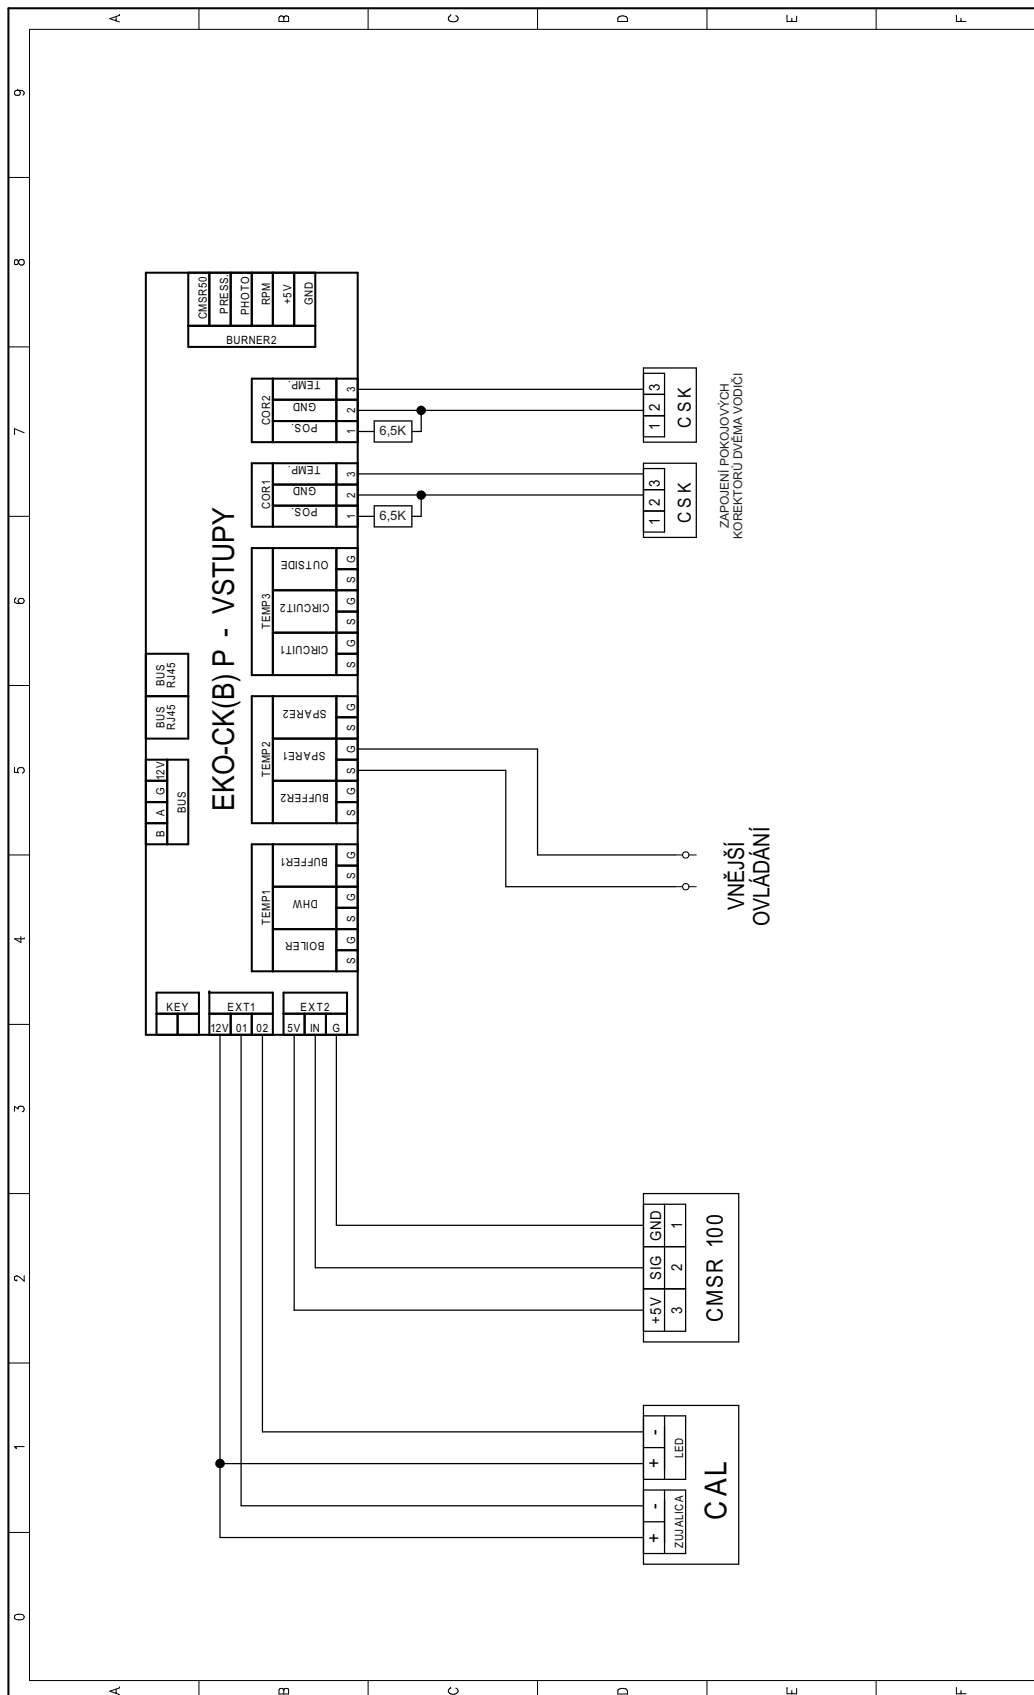 A
B
C
D
E
F
9
8
7
6
5
4
3
2
1
0
CMSR50
PRESS.
PHOTO
RPM
+5V
GND
BURNER2
COR2
TEMP.
GND
POS.
3
2
1
6,5K
COR1
TEMP.
GND
POS.
3
2
1
6,5K
1 2 3
CSK
1 2 3
CSK
ZAPOJENÍ POKOJOVÝCH
KOREKTORŮ DVĚMA VODIČI
EKO-CK(B) P - VSTUPY
BUS
RJ45
BUS
RJ45
B A G 12V
BUS
TEMP3
OUTSIDE
CIRCUIT2
CIRCUIT1
S G S G S G
TEMP2
SPARE2
SPARE1
BUFFER2
S G S G S G
TEMP1
BUFFER1
DHW
BOILER
S G S G S G
VNĚJŠÍ
OVLÁDÁNÍ
KEY
EXT1
12V 01 02
EXT2
5V IN G
+5V SIG GND
3 2 1
CMSR 100
+ - + -
ZUJALICA LED
CAL
A
B
C
D
E
F